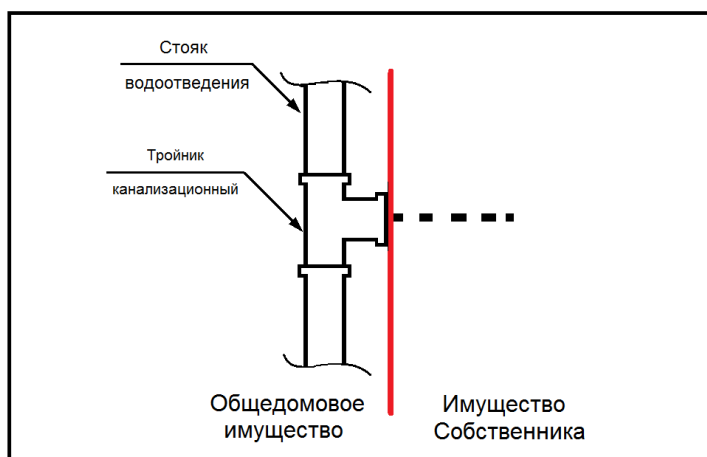 Стояк
водоотведения
Тройник
канализационный
Общедомовое
имущество
Имущество
Собственника